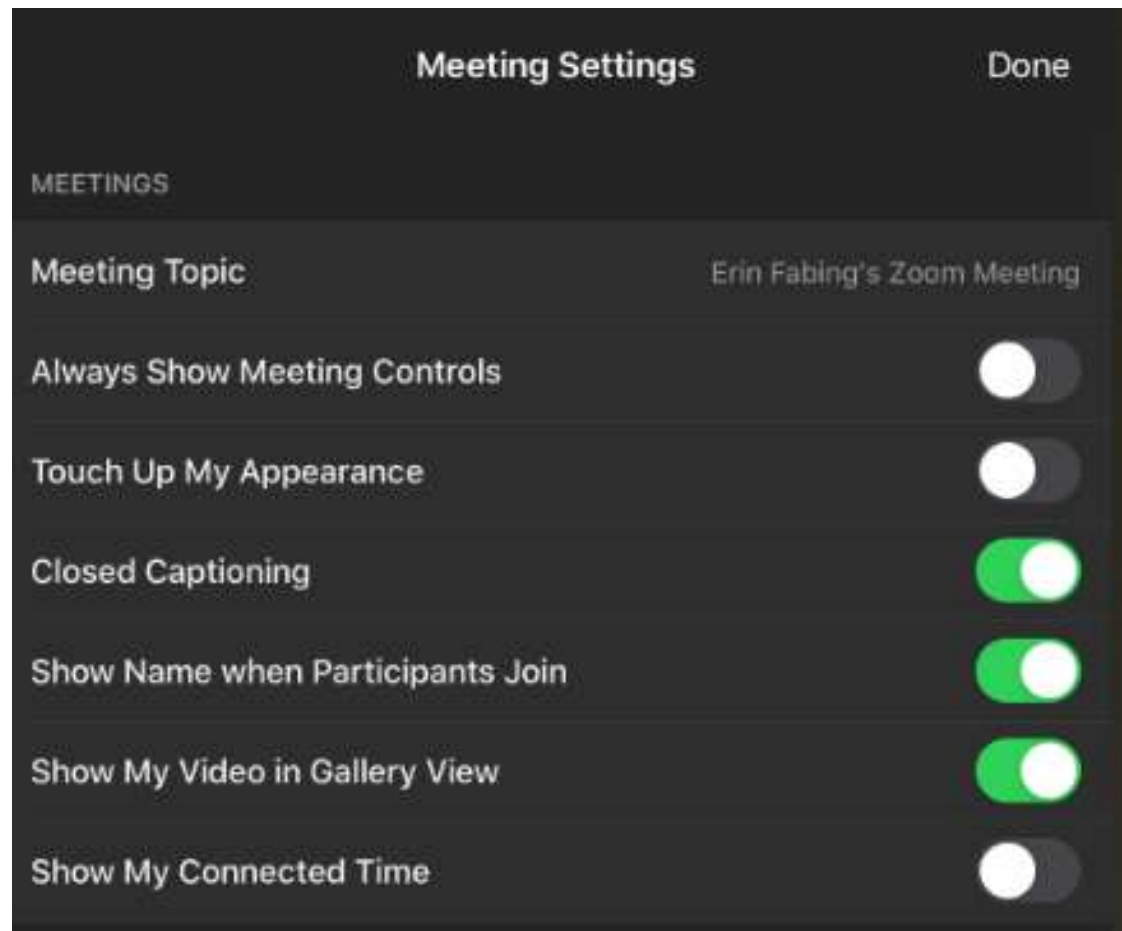 Meeting Settings Done
MEETINGS
Meeting Topic Erin Fabing's Zoom Meeting
Always Show Meeting Controls
Touch Up My Appearance
Closed Captioning
Show Name when Participants Join
Show My Video in Gallery View
Show My Connected Time